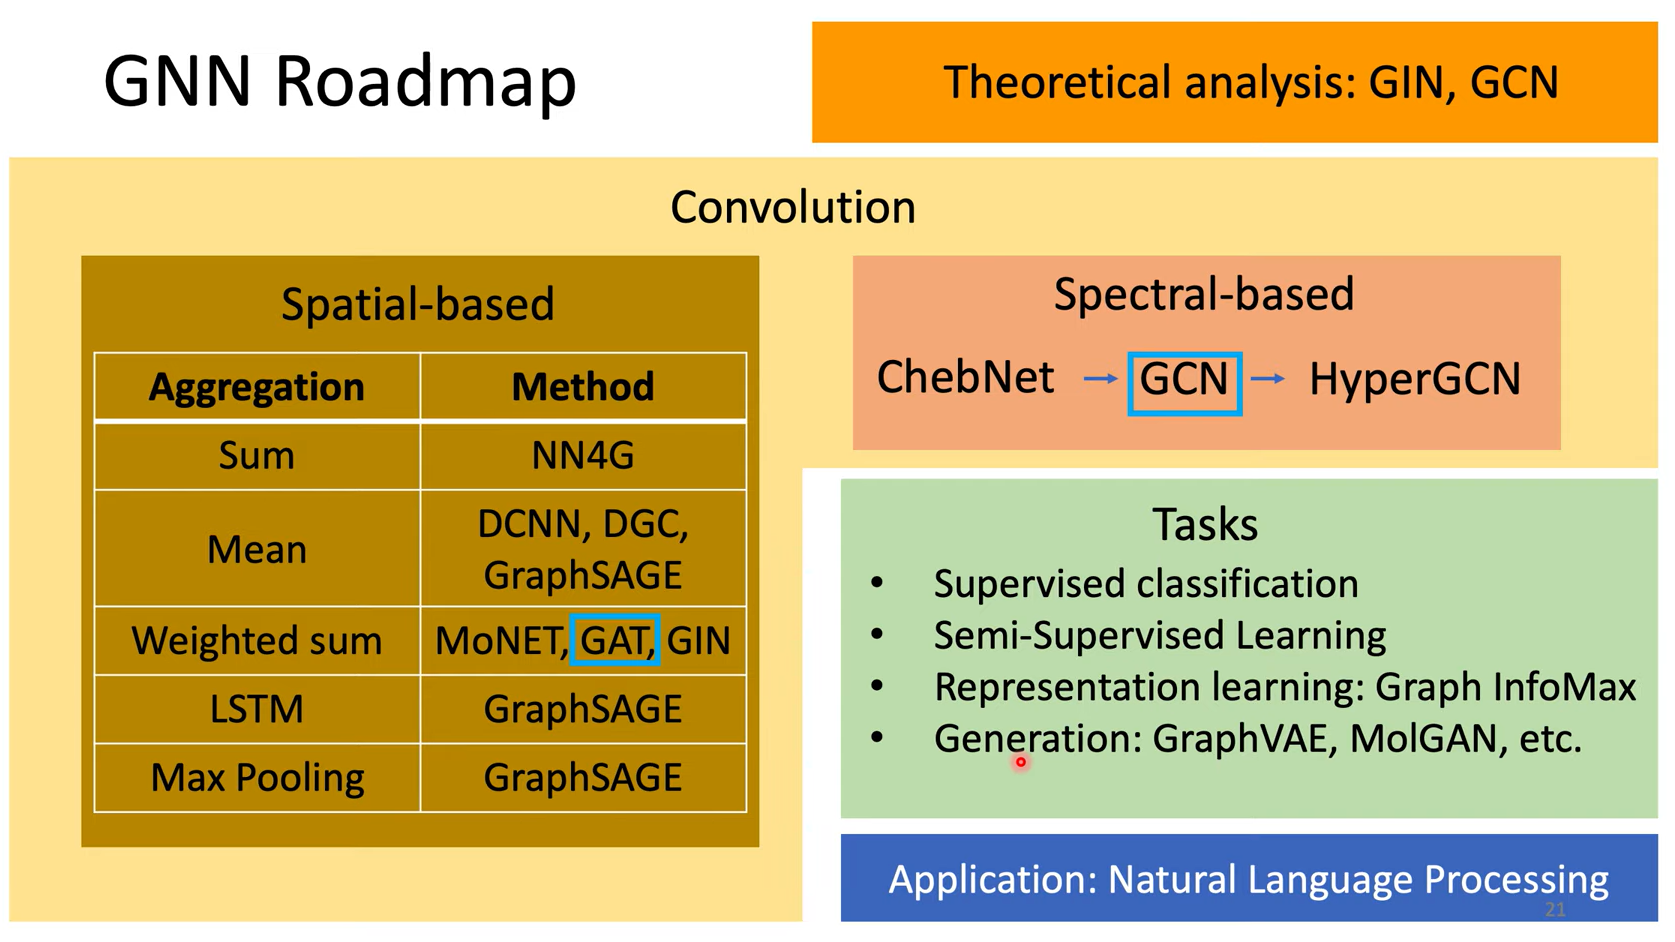 GNN Roadmap
Theoretical analysis: GIN, GCN
Convolution
Spatial-based
Aggregation Method
Sum NN4G
Mean DCNN, DGC,
GraphSAGE
Weighted sum MoNET, GAT, GIN
LSTM GraphSAGE
Max Pooling GraphSAGE
Spectral-based
ChebNet → GCN → HyperGCN
Tasks
• Supervised classification
• Semi-Supervised Learning
• Representation learning: Graph InfoMax
• Generation: GraphVAE, MolGAN, etc.
Application: Natural Language Processing
21